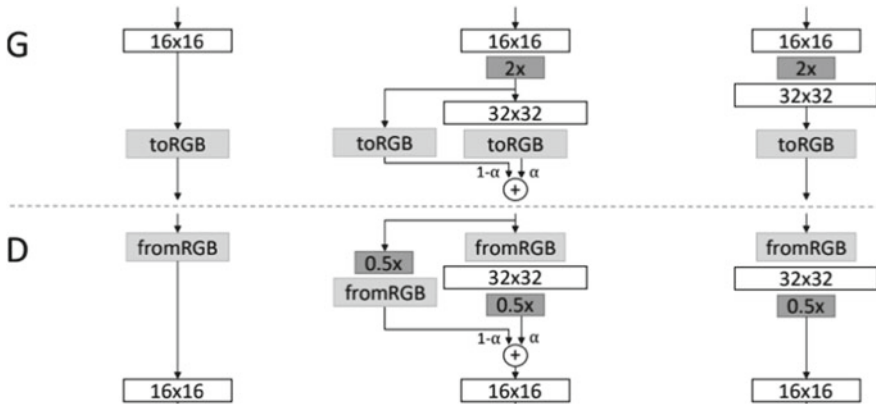 G
16x16
toRGB
16x16
2x
32x32
toRGB
toRGB
1-α
α
+
16x16
2x
32x32
toRGB
D
fromRGB
16x16
0.5x
fromRGB
fromRGB
32x32
0.5x
1-α
α
+
16x16
fromRGB
32x32
0.5x
16x16